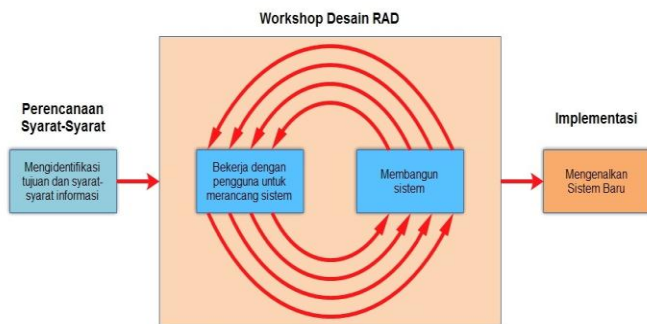 Workshop Desain RAD
Perencanaan
Syarat-Syarat
Mengidentifikasi
tujuan dan syarat-
syarat informasi
Bekerja dengan
pengguna untuk
merancang sistem
Membangun
sistem
Implementasi
Mengenalkan
Sistem Baru